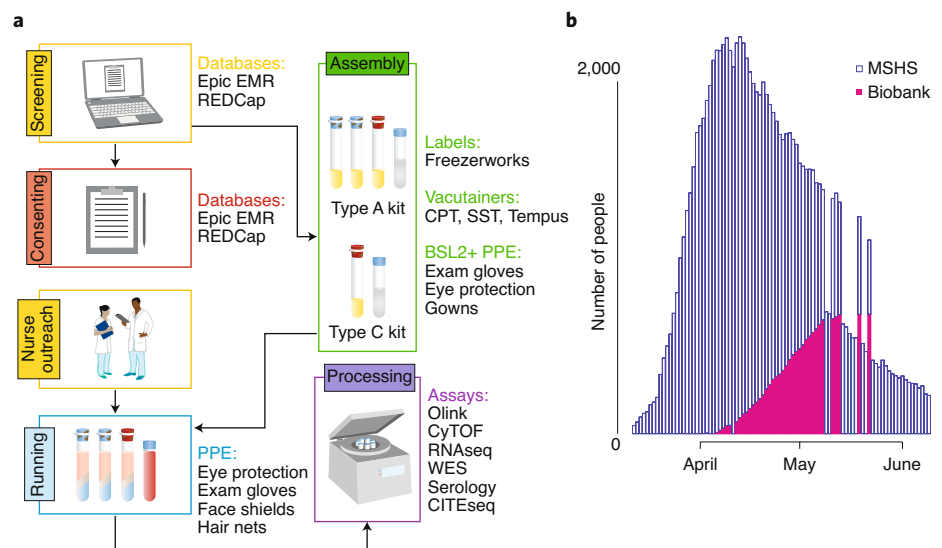 a
Screening
Databases:
Epic EMR
REDCap
Consenting
Databases:
Epic EMR
REDCap
Nurse
outreach
Running
PPE:
Eye protection
Exam gloves
Face shields
Hair nets
Assembly
Type A kit
Type C kit
Labels:
Freezerworks
Vacutainers:
CPT, SST, Tempus
BSL2+ PPE:
Exam gloves
Eye protection
Gowns
Processing
Assays:
Olink
CyTOF
RNAseq
WES
Serology
CITEseq
b
2,000
Number of people
0
MSHS
Biobank
April
May
June